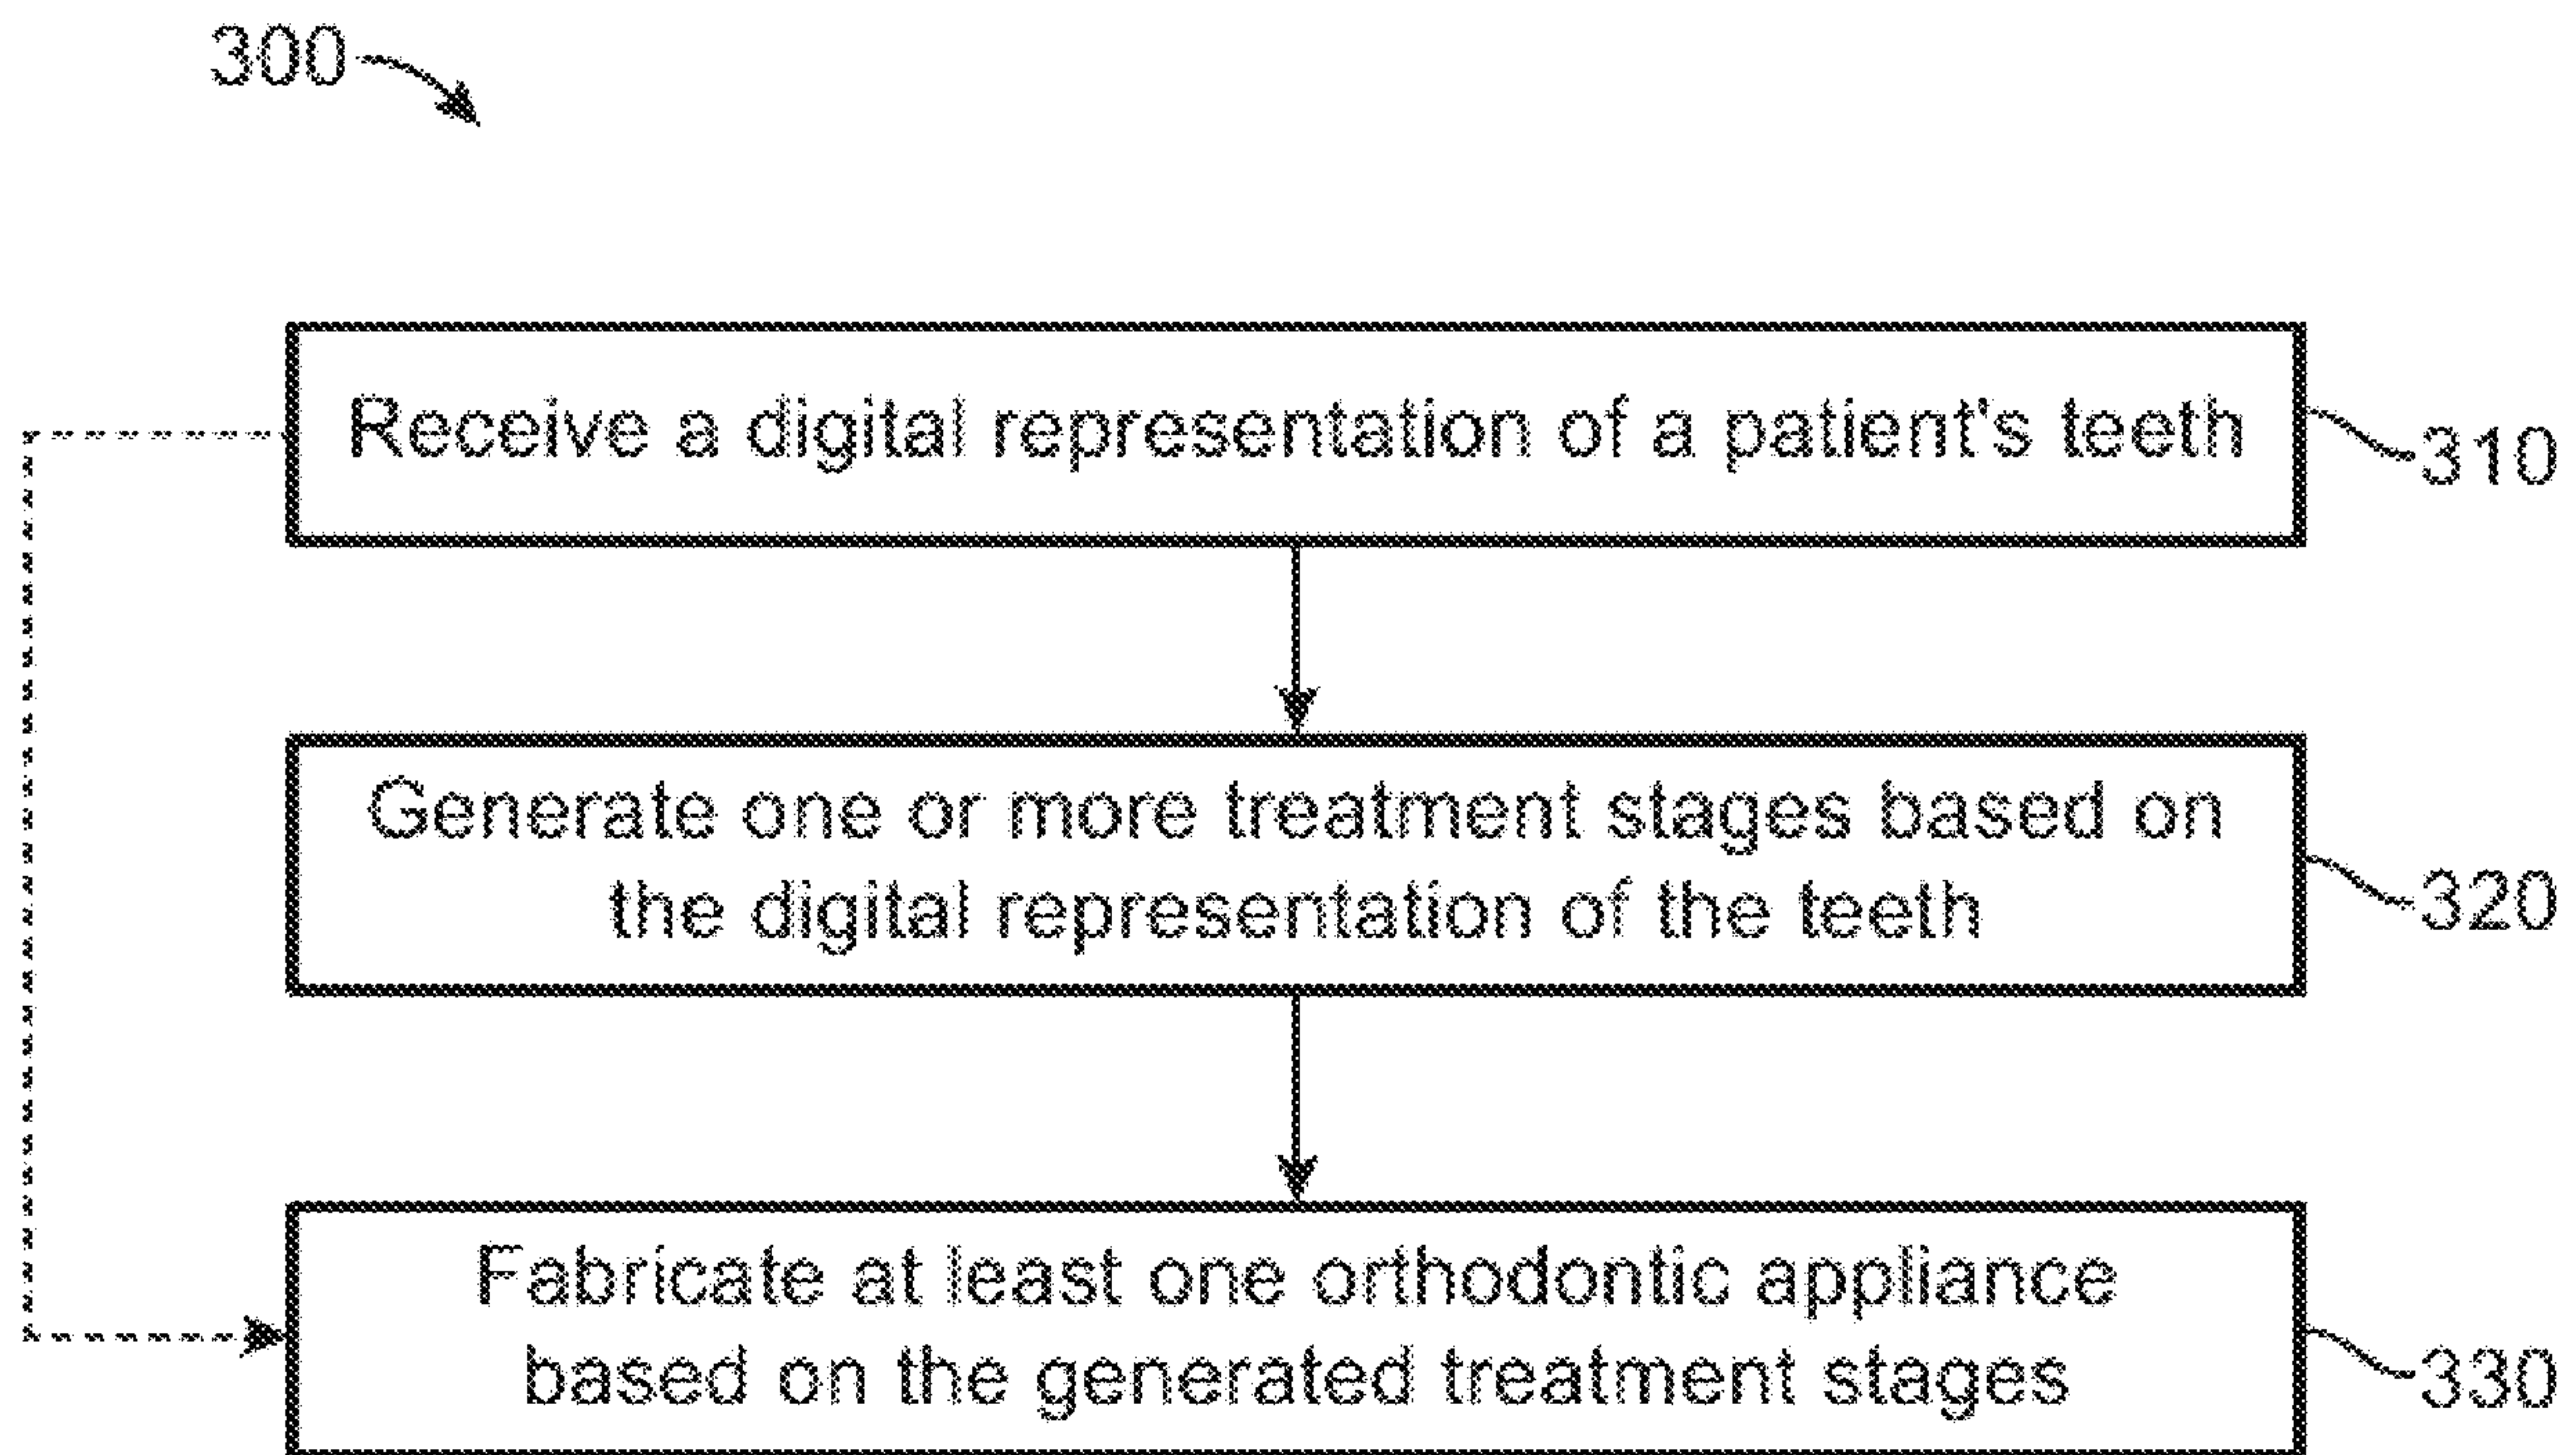 300
Receive a digital representation of a patient's teeth
310
Generate one or more treatment stages based on
the digital representation of the teeth
320
Fabricate at least one orthodontic appliance
based on the generated treatment stages
330